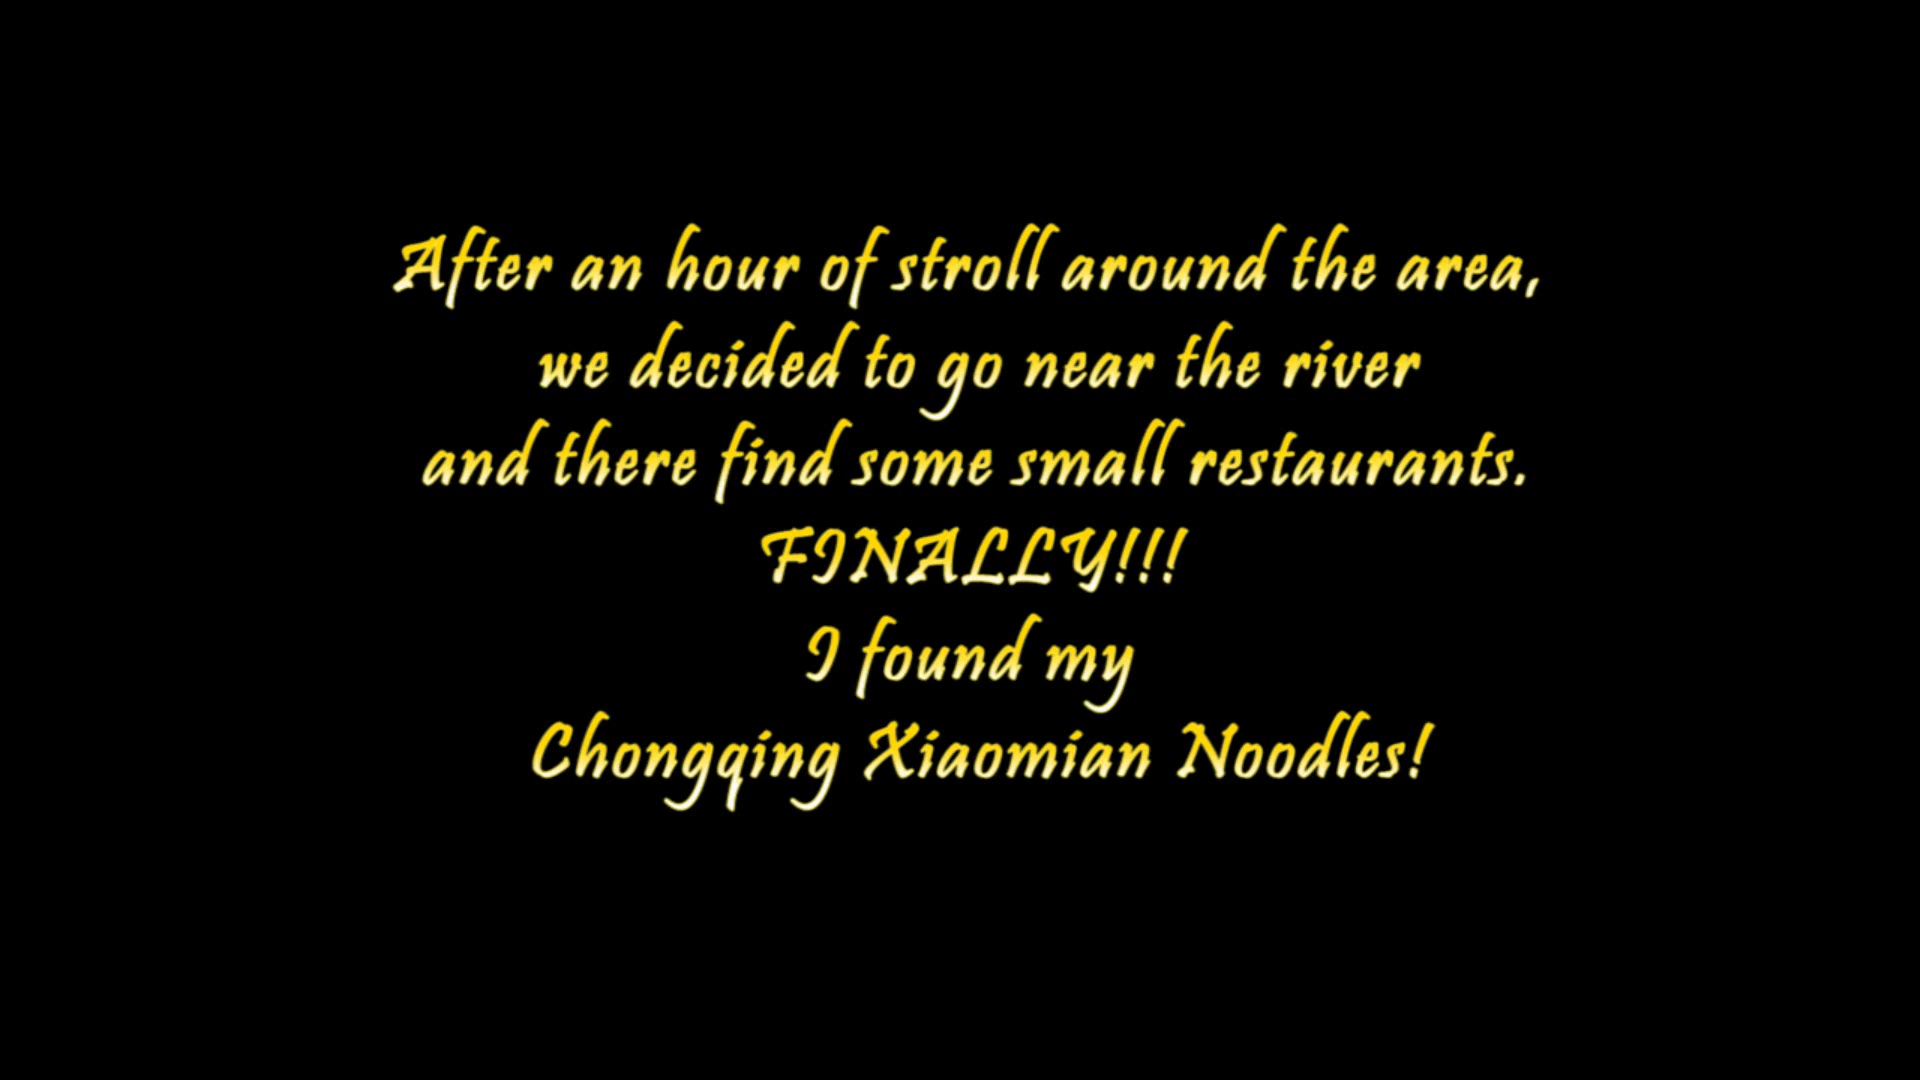 After an hour of stroll around the area,
we decided to go near the river
and there find some small restaurants.
FINALLY!!!
I found my
Chongqing Xiaomian Noodles!